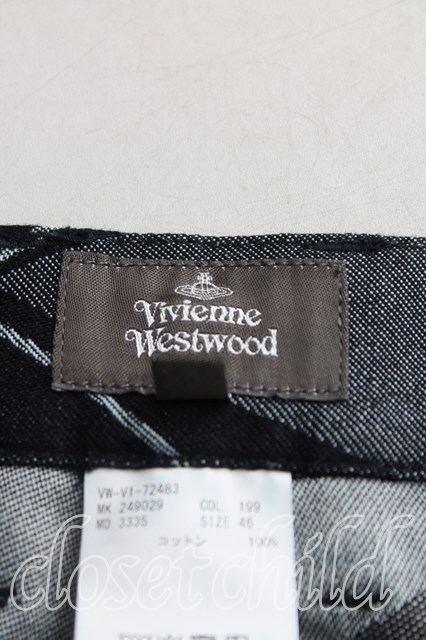 Vivienne
Westwood
VW-V1-72483
MK 249029 COL. 199
MD 3335 SIZE 46
コットン 100%
closet child